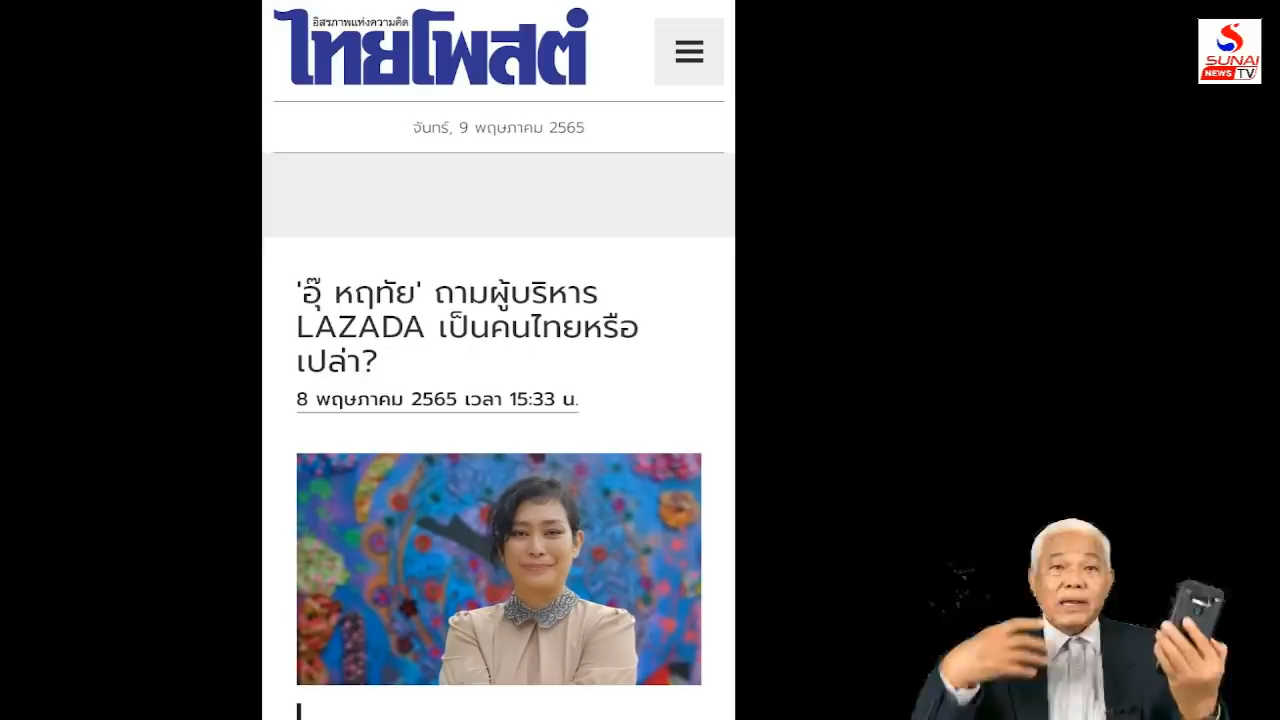 อิสรภาพแห่งความคิด
ไทยโพสต์
จันทร์, 9 พฤษภาคม 2565
'อุ๊ หฤทัย' ถามผู้บริหาร
LAZADA เป็นคนไทยหรือ
เปล่า?
8 พฤษภาคม 2565 เวลา 15:33 น.
SUNAI
NEWS TV